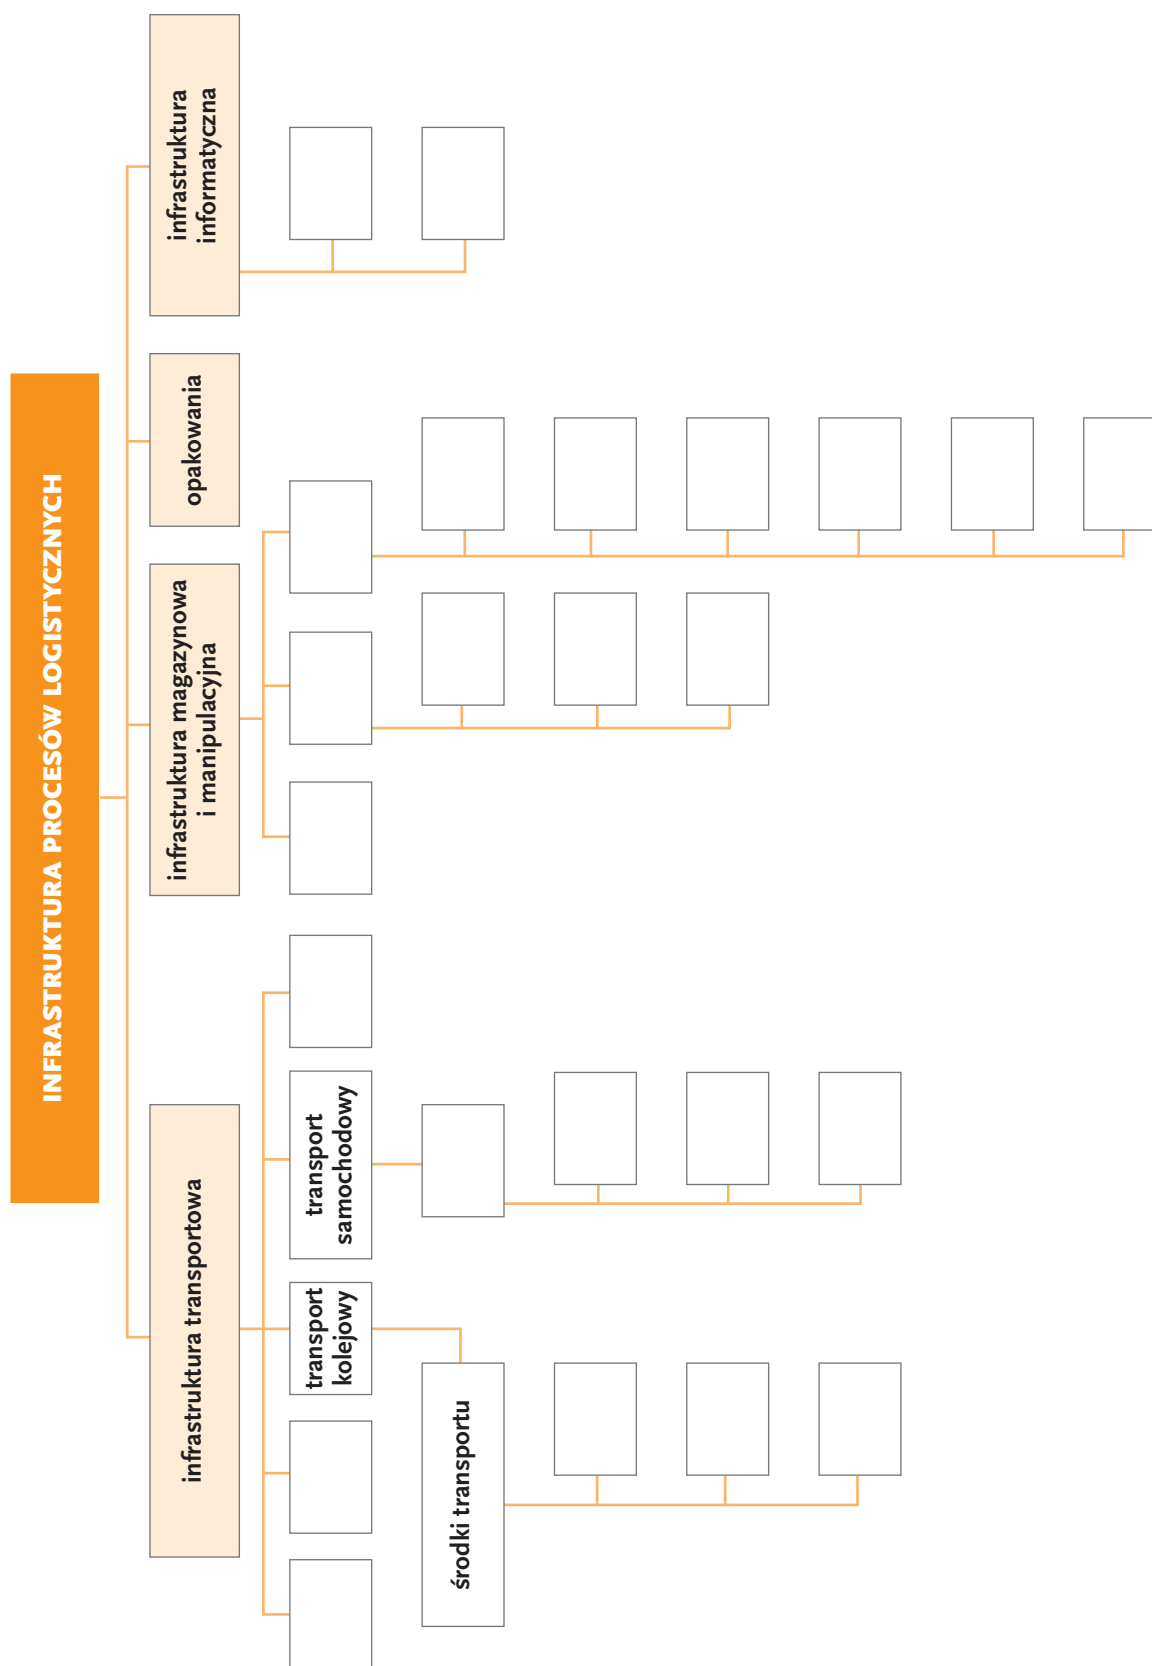 INFRASTRUKTURA PROCESÓW LOGISTYCZNYCH
infrastruktura transportowa
infrastruktura magazynowa
i manipulacyjna
opakowania
infrastruktura
informatyczna
transport
kolejowy
transport
samochodowy
środki transportu